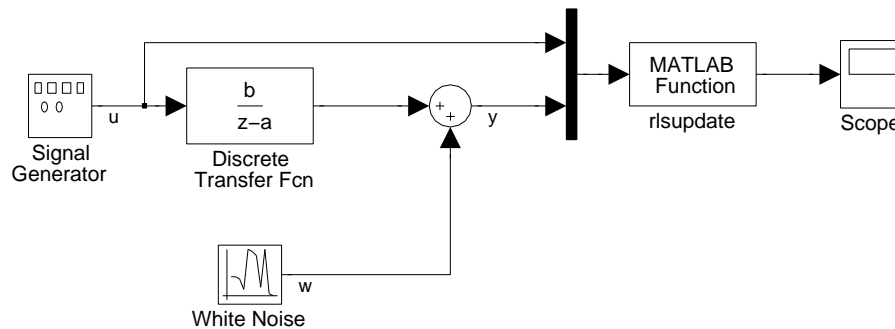 u
Signal
Generator
b
z−a
Discrete
Transfer Fcn
+
+
y
w
White Noise
MATLAB
Function
rlsupdate
Scope